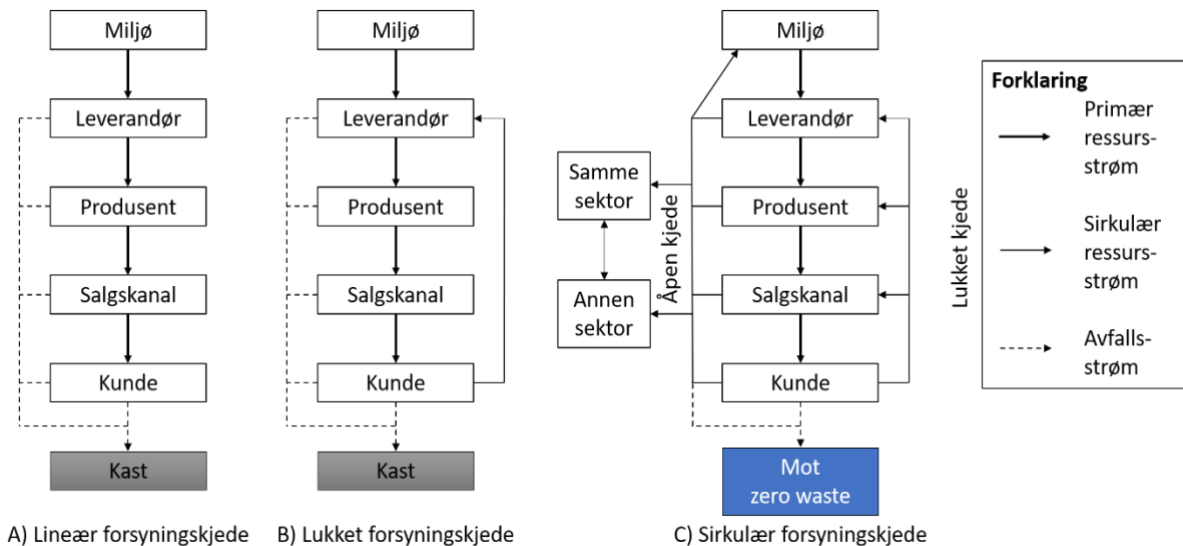 Miljø
Leverandør
Produsent
Salgskanal
Kunde
Kast
A) Lineær forsyningskjede
Miljø
Leverandør
Produsent
Salgskanal
Kunde
Kast
B) Lukket forsyningskjede
Miljø
Leverandør
Produsent
Salgskanal
Kunde
Mot
zero waste
Samme
sektor
Annen
sektor
Åpen kjede
Lukket kjede
C) Sirkulær forsyningskjede
Forklaring
Primær
ressurs-
strøm
Sirkulær
ressurs-
strøm
Avfalls-
strøm